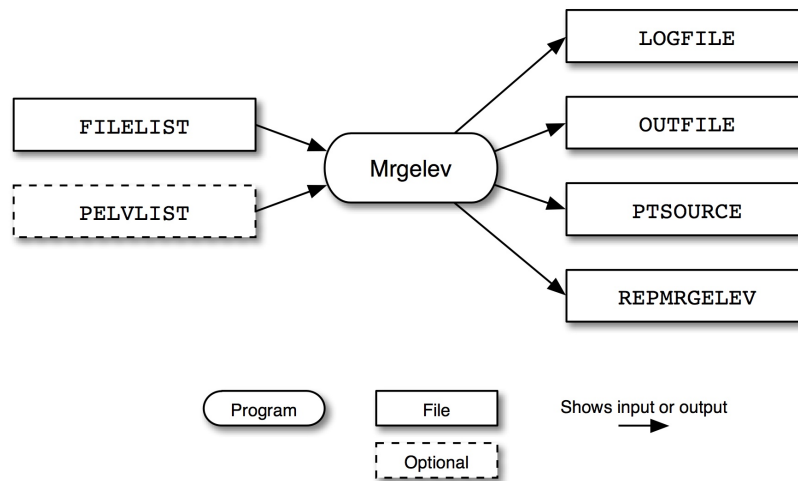 LOGFILE
FILELIST
OUTFILE
Mrgelev
PELVLIST
PTSOURCE
REPMRGELEV
Program
File
Shows input or output
Optional